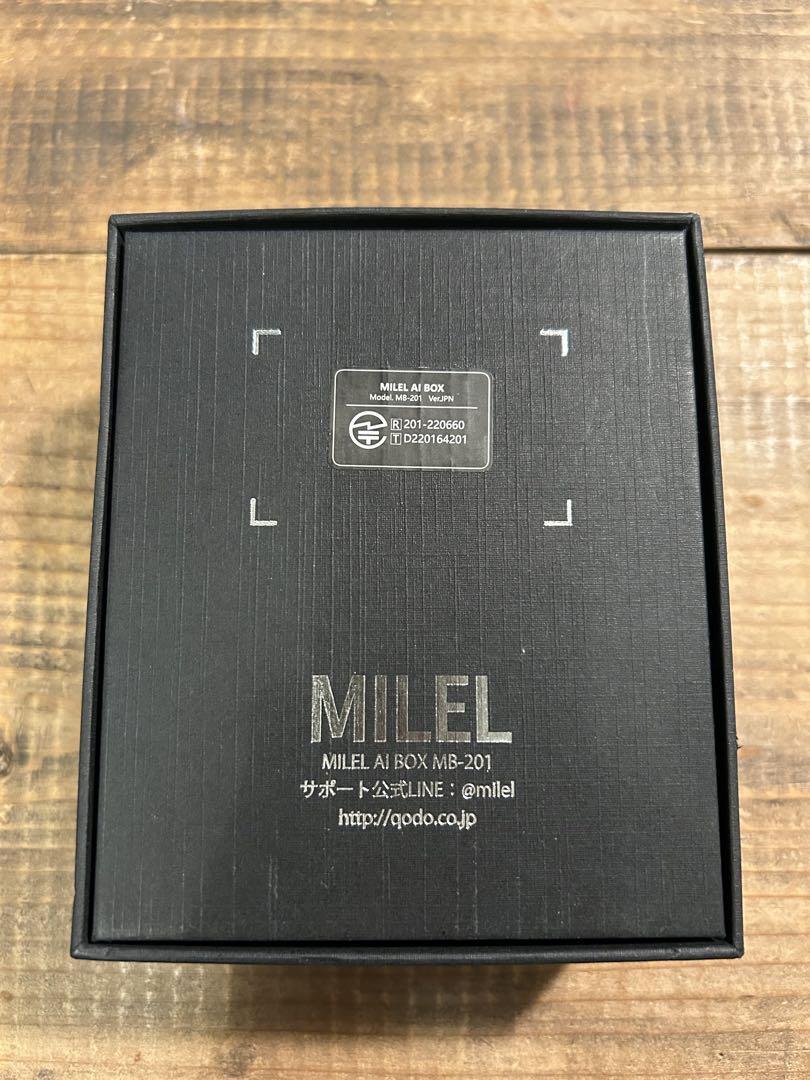 MILEL AI BOX
Model. MB-201 Ver.JPN
R 201-220660
T D220164201
MILEL
MILEL AI BOX MB-201
サポート公式LINE：@milel
http://qodo.co.jp